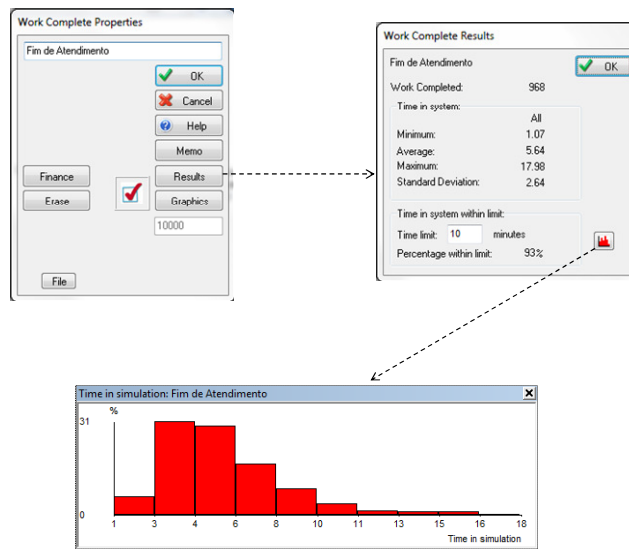 Work Complete Properties
Fim de Atendimento
OK
Cancel
Help
Memo
Finance
Results
Erase
Graphics
10000
File
Work Complete Results
Fim de Atendimento
OK
Work Completed: 968
Time in system:
All
Minimum: 1.07
Average: 5.64
Maximum: 17.98
Standard Deviation: 2.64
Time in system within limit:
Time limit: 10 minutes
Percentage within limit: 93%
Time in simulation: Fim de Atendimento
%
31
0
1 3 4 6 8 10 11 13 15 16 18
Time in simulation